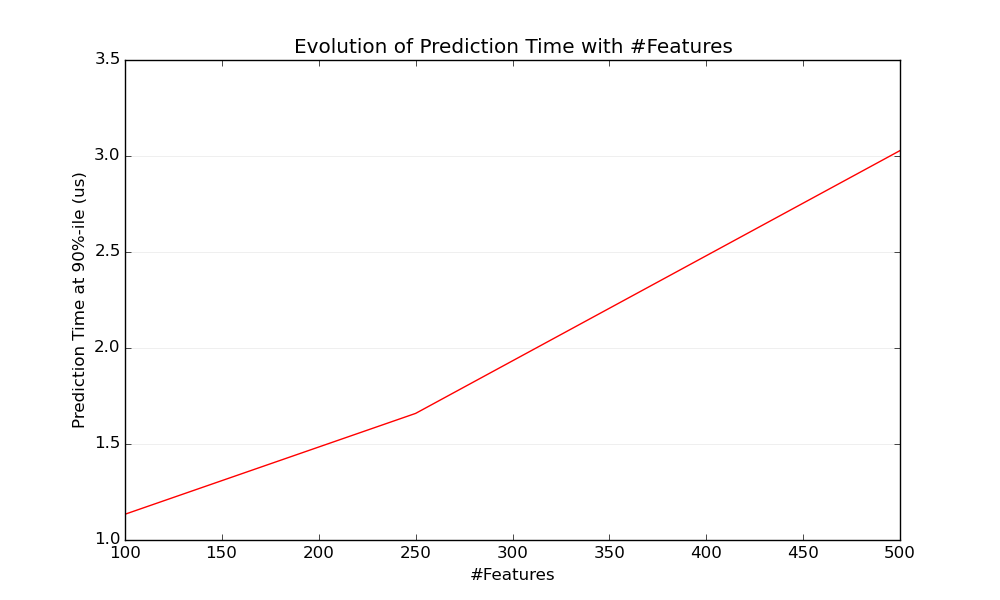 Evolution of Prediction Time with #Features
Prediction Time at 90%-ile (us)
3.5
3.0
2.5
2.0
1.5
1.0
100 150 200 250 300 350 400 450 500
#Features